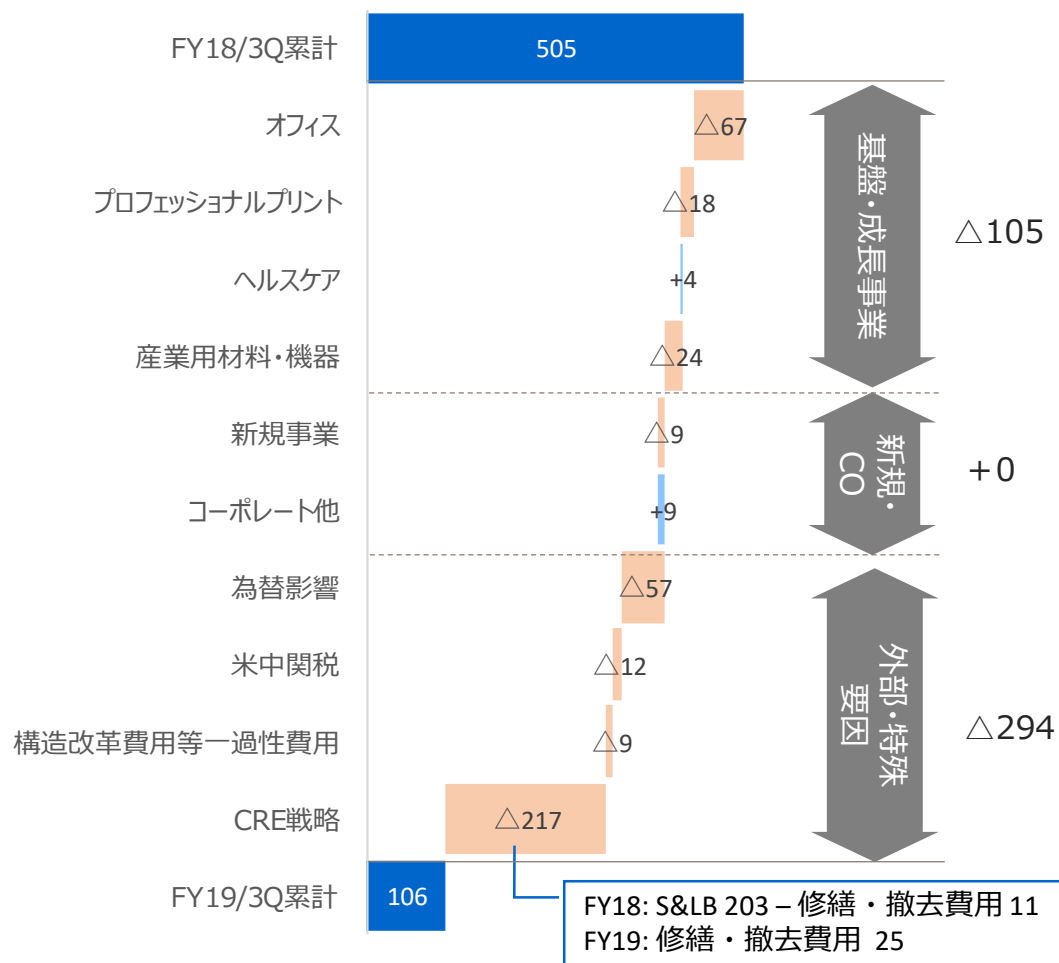 FY18/3Q累計
505
オフィス
△67
プロフェッショナルプリント
△18
ヘルスケア
+4
産業用材料・機器
△24
基盤・成長事業
△105
新規事業
△9
コーポレート他
+9
新規・
CO
+0
為替影響
△57
米中関税
△12
構造改革費用等一過性費用
△9
CRE戦略
△217
外部・特殊
要因
△294
FY19/3Q累計
106
FY18: S&LB 203 – 修繕・撤去費用 11
FY19: 修繕・撤去費用 25